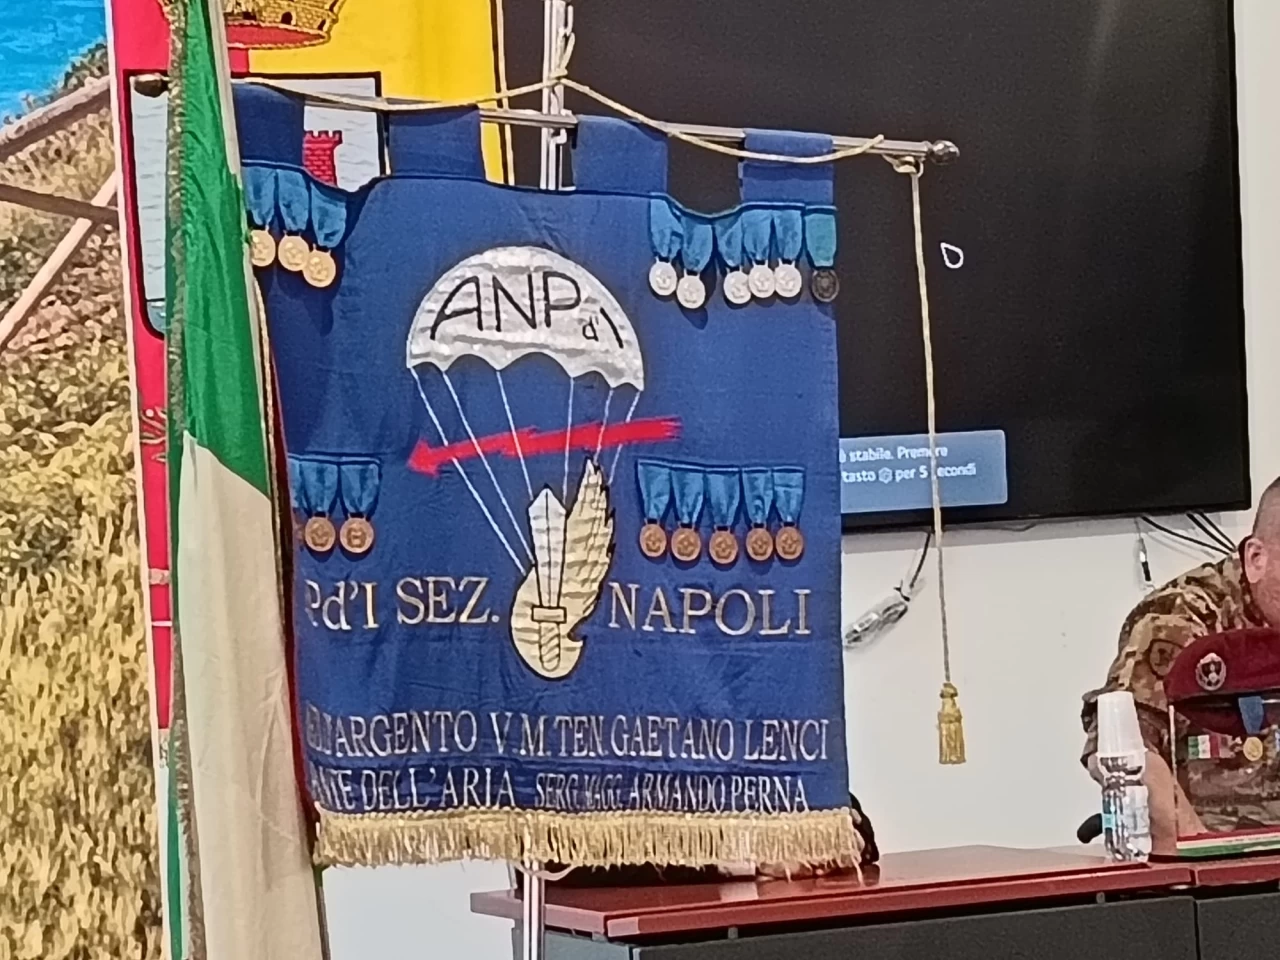 ANPd'I
Pd'I SEZ. NAPOLI
D'ARGENTO V.M. TEN. GAETANO LENCI
DELL'ARIA SERG. MAGG. ARMANDO PERNA
è stabile. Premere
tasto per 5 secondi